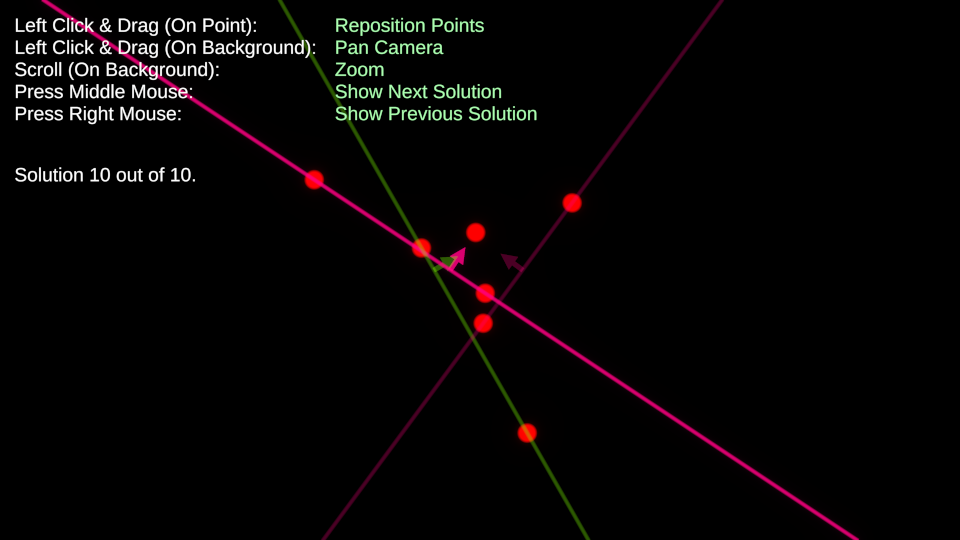 Left Click & Drag (On Point): Reposition Points
Left Click & Drag (On Background): Pan Camera
Scroll (On Background): Zoom
Press Middle Mouse: Show Next Solution
Press Right Mouse: Show Previous Solution
Solution 10 out of 10.